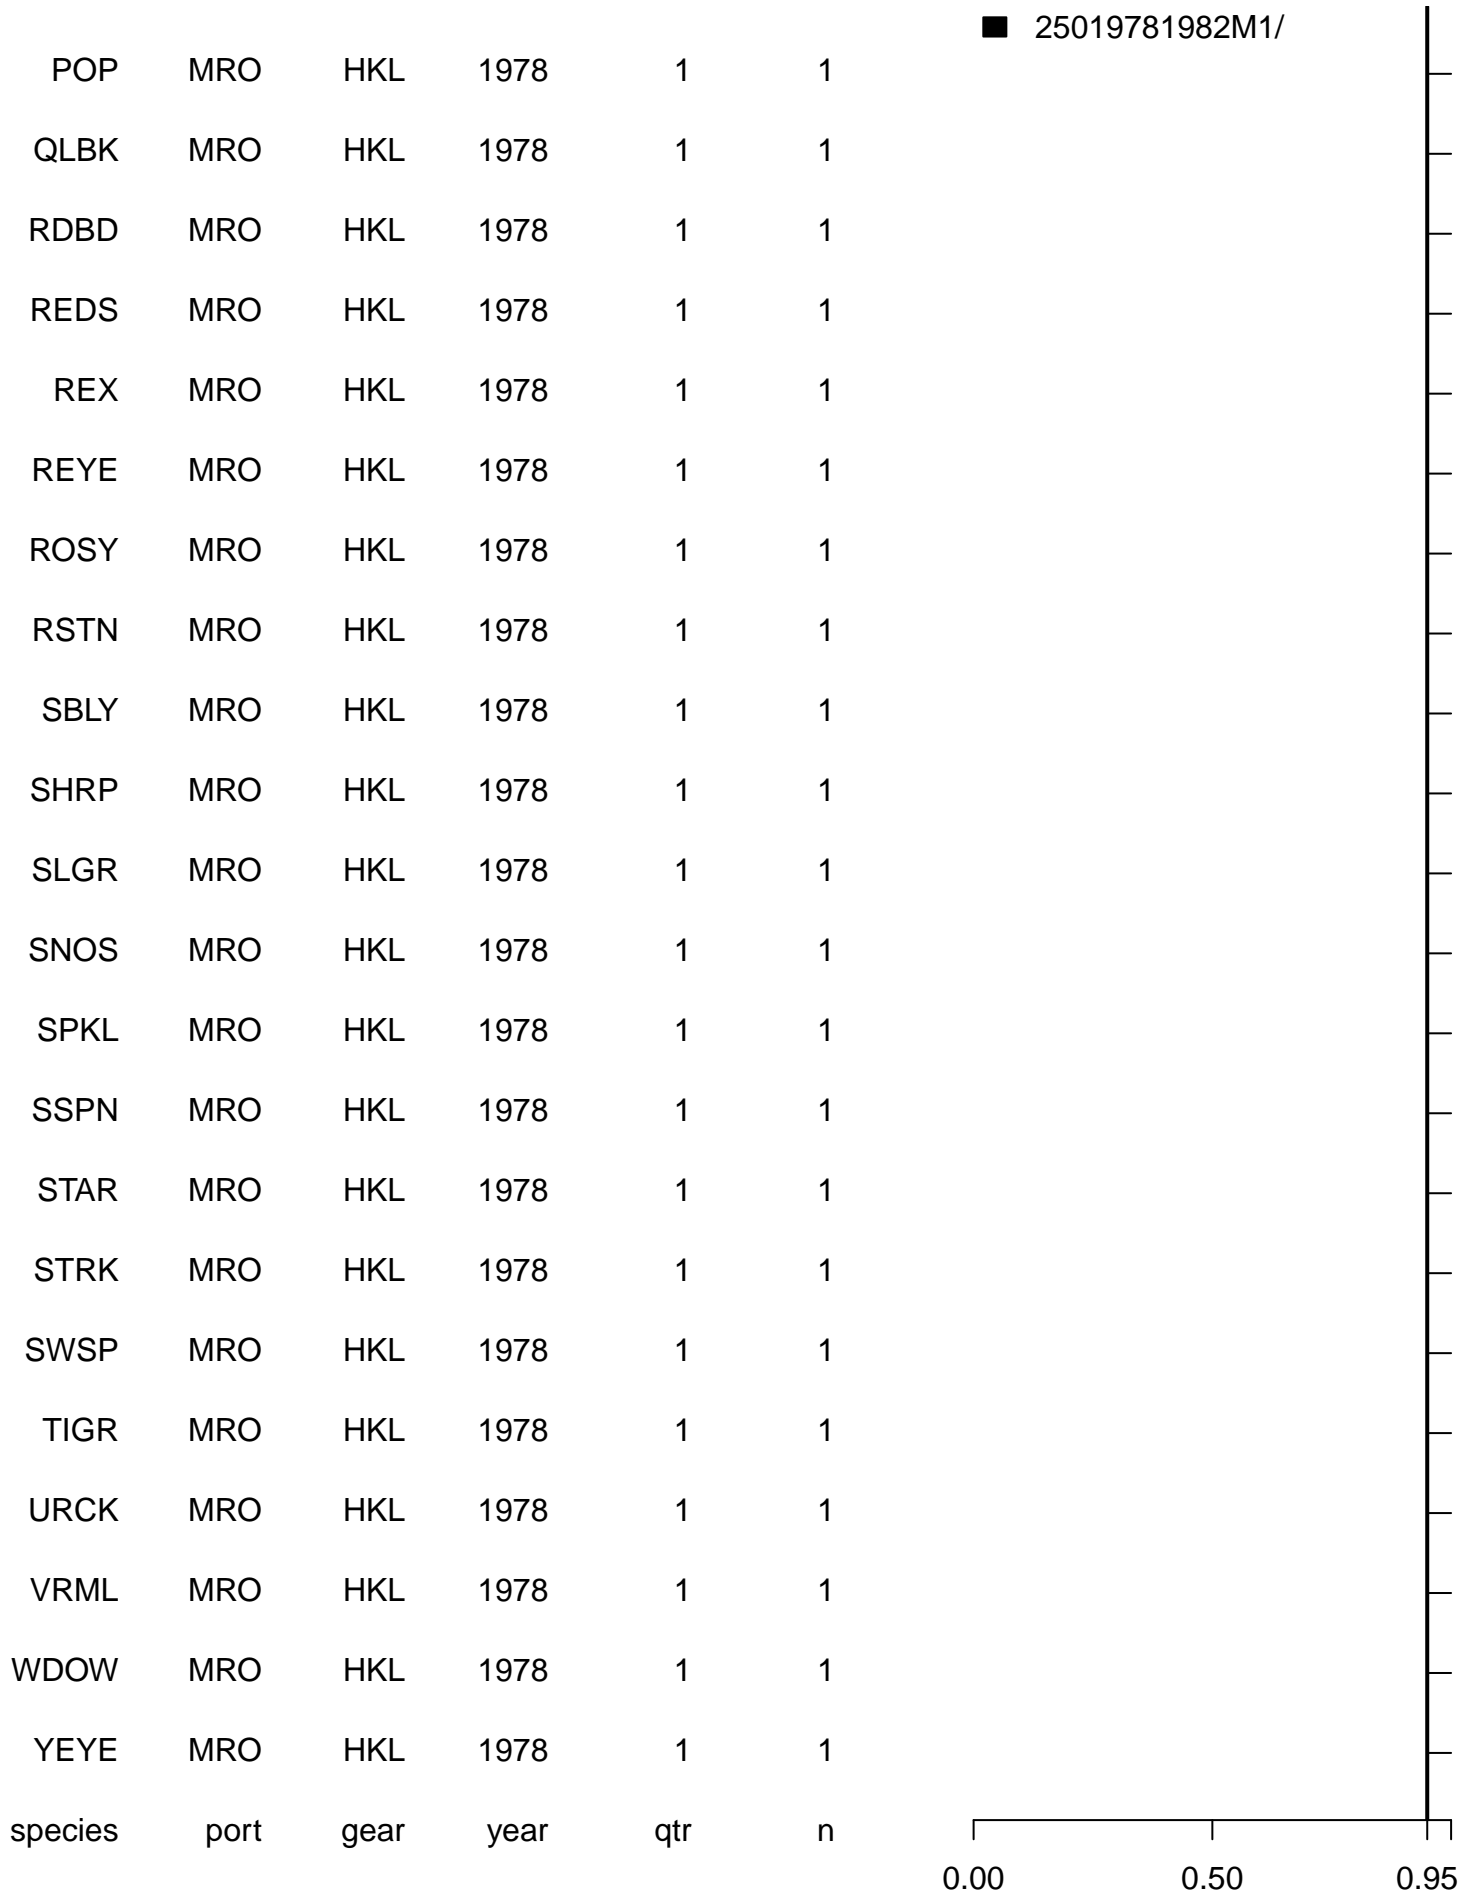 25019781982M1/
POP MRO HKL 1978 1 1
QLBK MRO HKL 1978 1 1
RDBD MRO HKL 1978 1 1
REDS MRO HKL 1978 1 1
REX MRO HKL 1978 1 1
REYE MRO HKL 1978 1 1
ROSY MRO HKL 1978 1 1
RSTN MRO HKL 1978 1 1
SBLY MRO HKL 1978 1 1
SHRP MRO HKL 1978 1 1
SLGR MRO HKL 1978 1 1
SNOS MRO HKL 1978 1 1
SPKL MRO HKL 1978 1 1
SSPN MRO HKL 1978 1 1
STAR MRO HKL 1978 1 1
STRK MRO HKL 1978 1 1
SWSP MRO HKL 1978 1 1
TIGR MRO HKL 1978 1 1
URCK MRO HKL 1978 1 1
VRML MRO HKL 1978 1 1
WDOW MRO HKL 1978 1 1
YEYE MRO HKL 1978 1 1
species port gear year qtr n
0.00 0.50 0.95